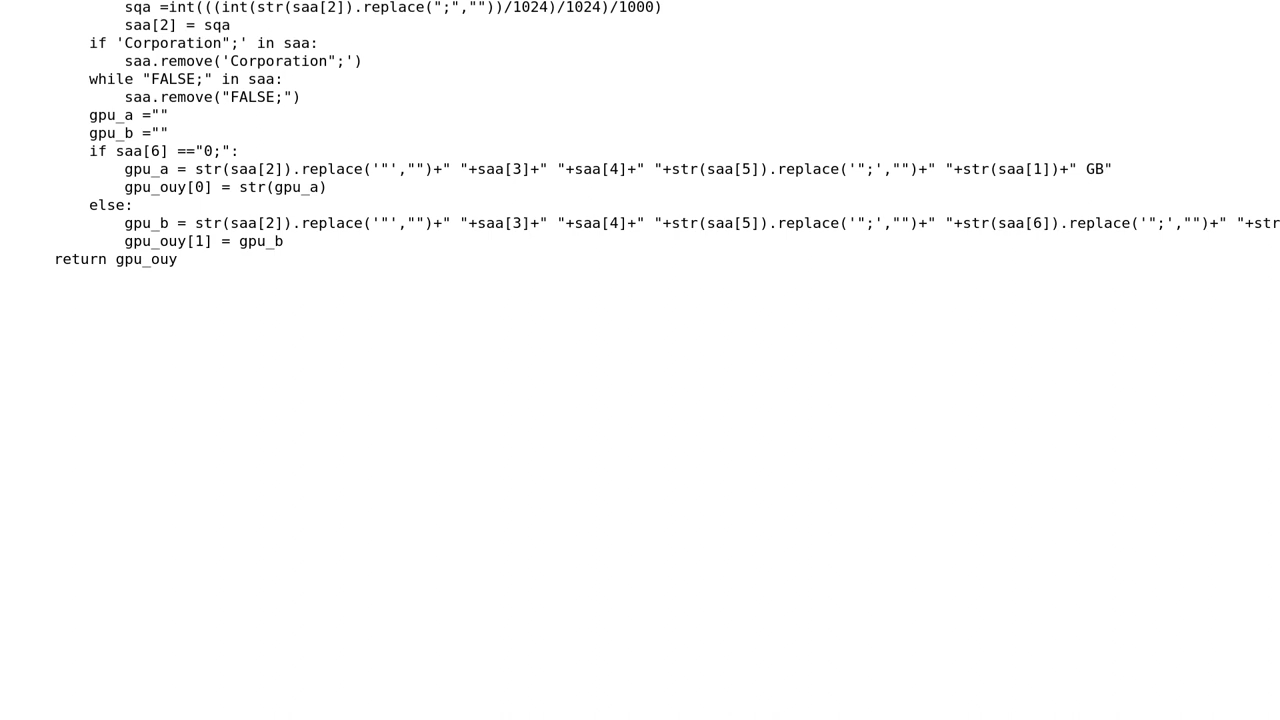 sqa =int(((int(str(saa[2]).replace(";",""))/1024)/1024)/1000)
saa[2] = sqa
if 'Corporation";' in saa:
saa.remove('Corporation";')
while "FALSE;" in saa:
saa.remove("FALSE;")
gpu_a =""
gpu_b =""
if saa[6] =="0;":
gpu_a = str(saa[2]).replace('"',"")+" "+saa[3]+" "+saa[4]+" "+str(saa[5]).replace('";',"")+" "+str(saa[1])+" GB"
gpu_ouy[0] = str(gpu_a)
else:
gpu_b = str(saa[2]).replace('"',"")+" "+saa[3]+" "+saa[4]+" "+str(saa[5]).replace('";',"")+" "+str(saa[6]).replace('";',"")+" "+str
gpu_ouy[1] = gpu_b
return gpu_ouy